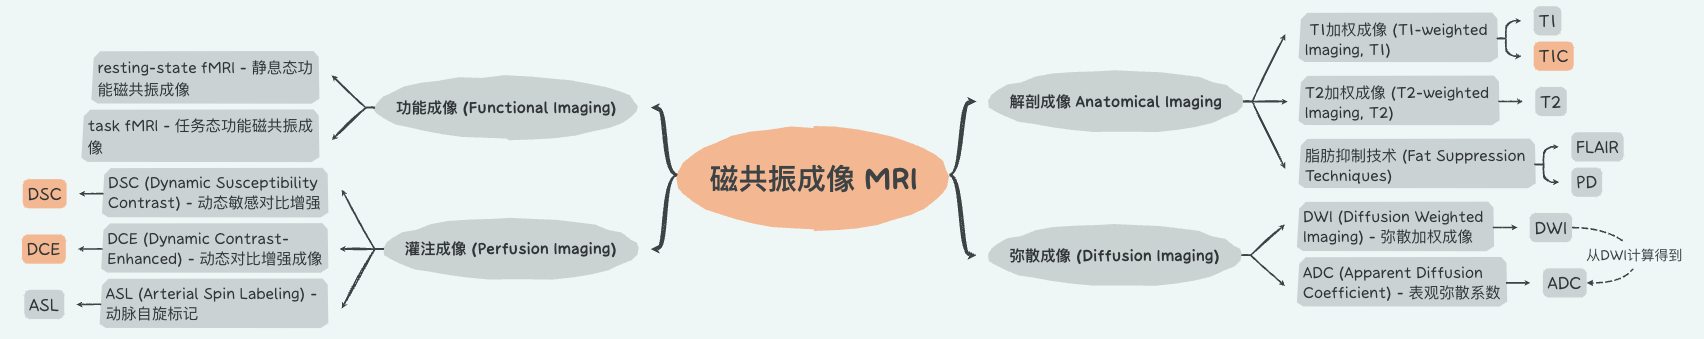 磁共振成像 MRI
功能成像 (Functional Imaging)
resting-state fMRI - 静息态功
能磁共振成像
task fMRI - 任务态功能磁共振成
像
灌注成像 (Perfusion Imaging)
DSC (Dynamic Susceptibility
Contrast) - 动态敏感对比增强
DSC
DCE (Dynamic Contrast-
Enhanced) - 动态对比增强成像
DCE
ASL (Arterial Spin Labeling) -
动脉自旋标记
ASL
解剖成像 Anatomical Imaging
T1加权成像 (T1-weighted
Imaging, T1)
T1
T1C
T2加权成像 (T2-weighted
Imaging, T2)
T2
脂肪抑制技术 (Fat Suppression
Techniques)
FLAIR
PD
弥散成像 (Diffusion Imaging)
DWI (Diffusion Weighted
Imaging) - 弥散加权成像
DWI
从DWI计算得到
ADC (Apparent Diffusion
Coefficient) - 表观弥散系数
ADC